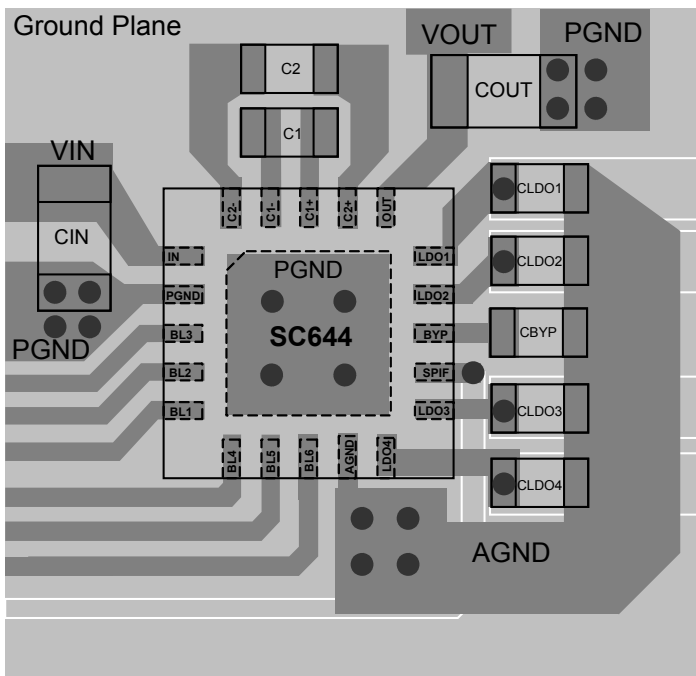 Ground Plane
VOUT
PGND
C2
COUT
C1
VIN
CLDO1
C2-
C1-
C1+
C2+
OUT
CIN
IN
LDO1
CLDO2
PGND
PGND
LDO2
SC644
BL3
BYP
CBYP
PGND
BL2
SPIF
BL1
LDO3
CLDO3
BL4
BL5
BL6
AGND
LDO4
CLDO4
AGND